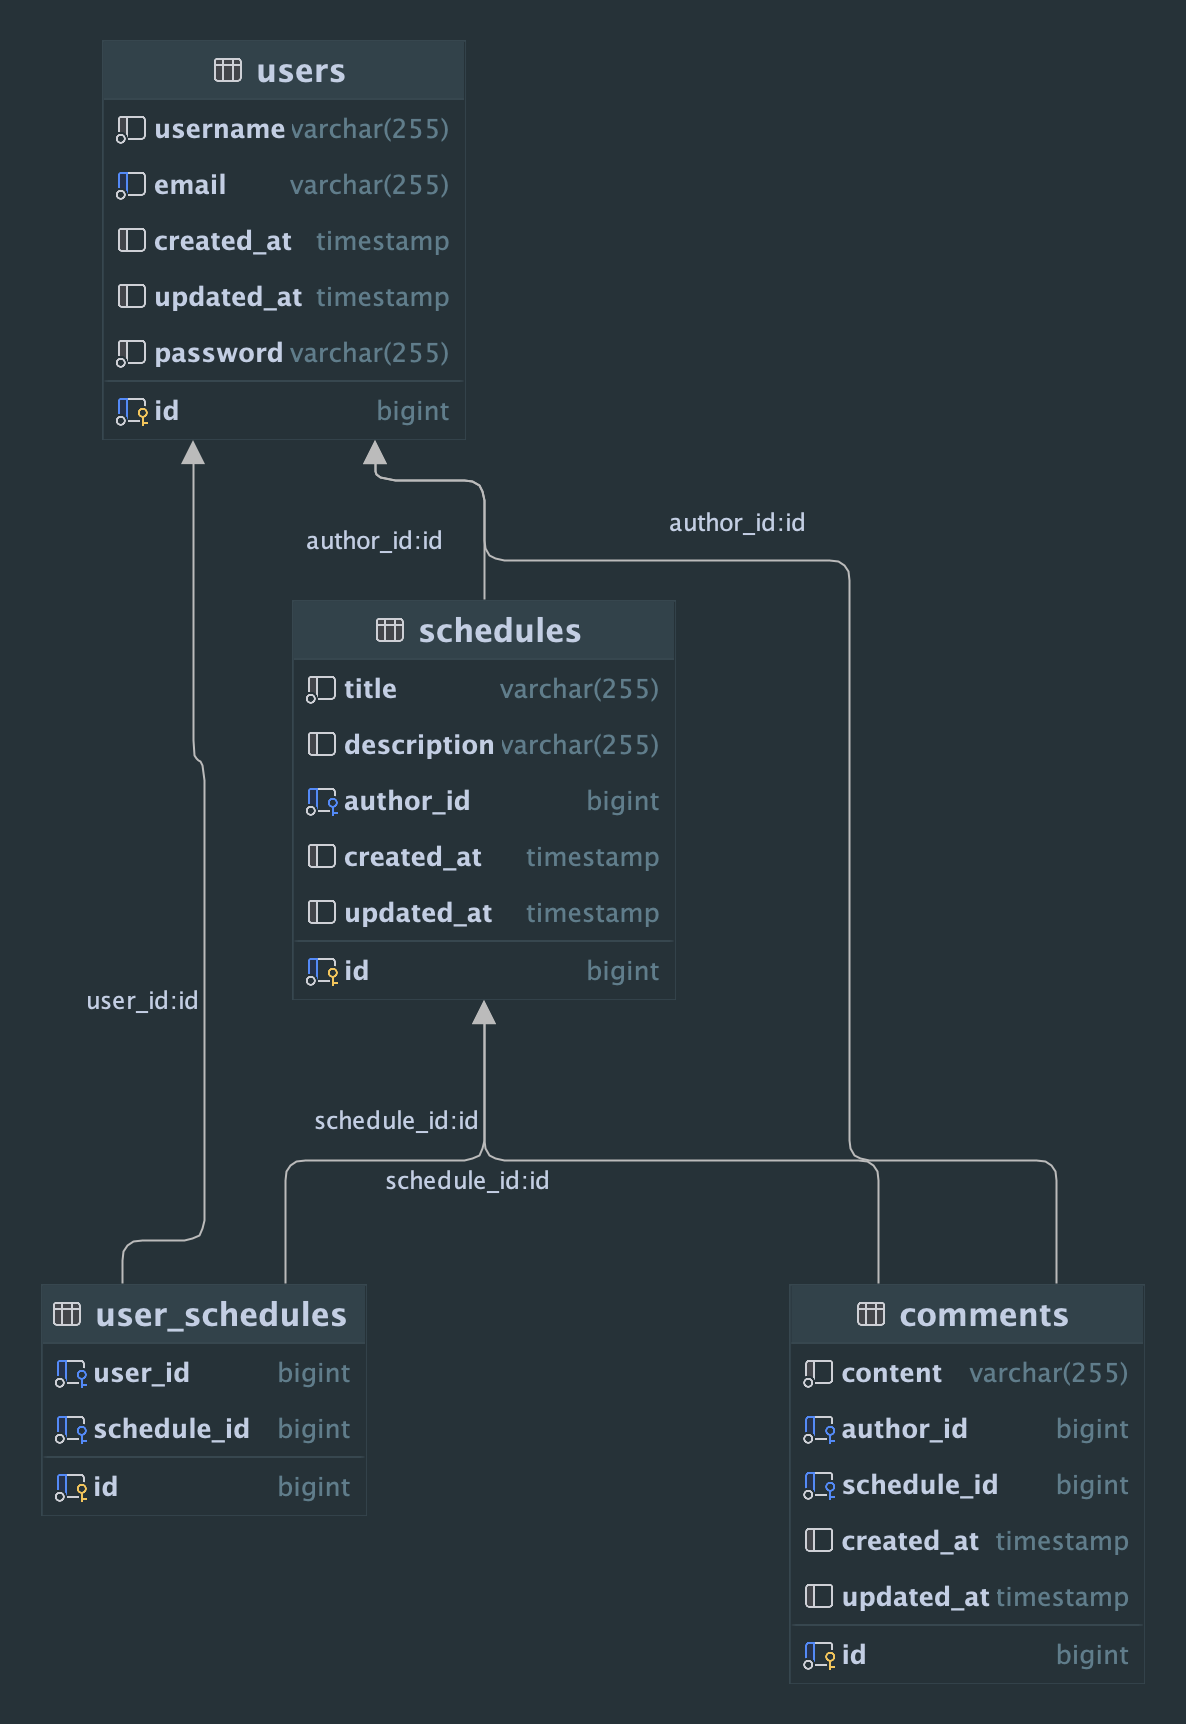 users
username varchar(255)
email varchar(255)
created_at timestamp
updated_at timestamp
password varchar(255)
id bigint
author_id:id
author_id:id
schedules
title varchar(255)
description varchar(255)
author_id bigint
created_at timestamp
updated_at timestamp
id bigint
user_id:id
schedule_id:id
schedule_id:id
user_schedules
user_id bigint
schedule_id bigint
id bigint
comments
content varchar(255)
author_id bigint
schedule_id bigint
created_at timestamp
updated_at timestamp
id bigint